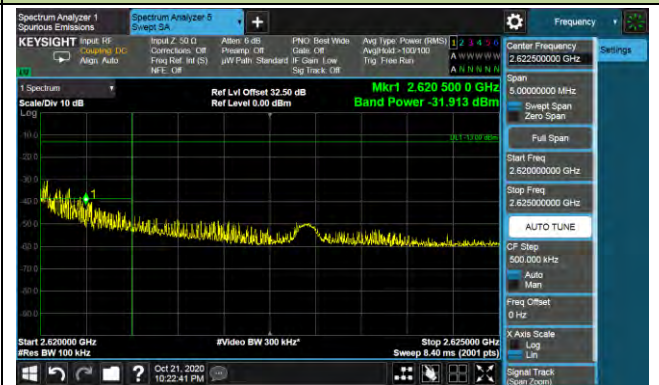 Spectrum Analyzer 1
Spurious Emissions
Spectrum Analyzer 5
Swept SA
+
Frequency
KEYSIGHT Input: RF
Coupling: DC
Align: Auto
Input Z: 50 Ω
Corrections: Off
Freq Ref: Int (S)
NFE: Off
Atten: 6 dB
Preamp: Off
µW Path: Standard
PNO: Best Wide
Gate: Off
IF Gain: Low
Sig Track: Off
Avg Type: Power (RMS)
Avg|Hold:>100/100
Trig: Free Run
1 2 3 4 5 6
A W W W W W
A N N N N N
Center Frequency
2.622500000 GHz
Settings
Span
5.00000000 MHz
Swept Span
Zero Span
Full Span
Start Freq
2.620000000 GHz
Stop Freq
2.625000000 GHz
AUTO TUNE
CF Step
500.000 kHz
Auto
Man
Freq Offset
0 Hz
X Axis Scale
Log
Lin
Signal Track
(Span Zoom)
LV
1 Spectrum
Scale/Div 10 dB
Log
Ref Lvl Offset 32.50 dB
Ref Level 0.00 dBm
Mkr1 2.620 500 0 GHz
Band Power -31.913 dBm
DL1 -13.00 dBm
1
-10.0
-20.0
-30.0
-40.0
-50.0
-60.0
-70.0
-80.0
-90.0
Start 2.620000 GHz
#Res BW 100 kHz
#Video BW 300 kHz*
Stop 2.625000 GHz
Sweep 8.40 ms (2001 pts)
?
Oct 21, 2020
10:22:41 PM